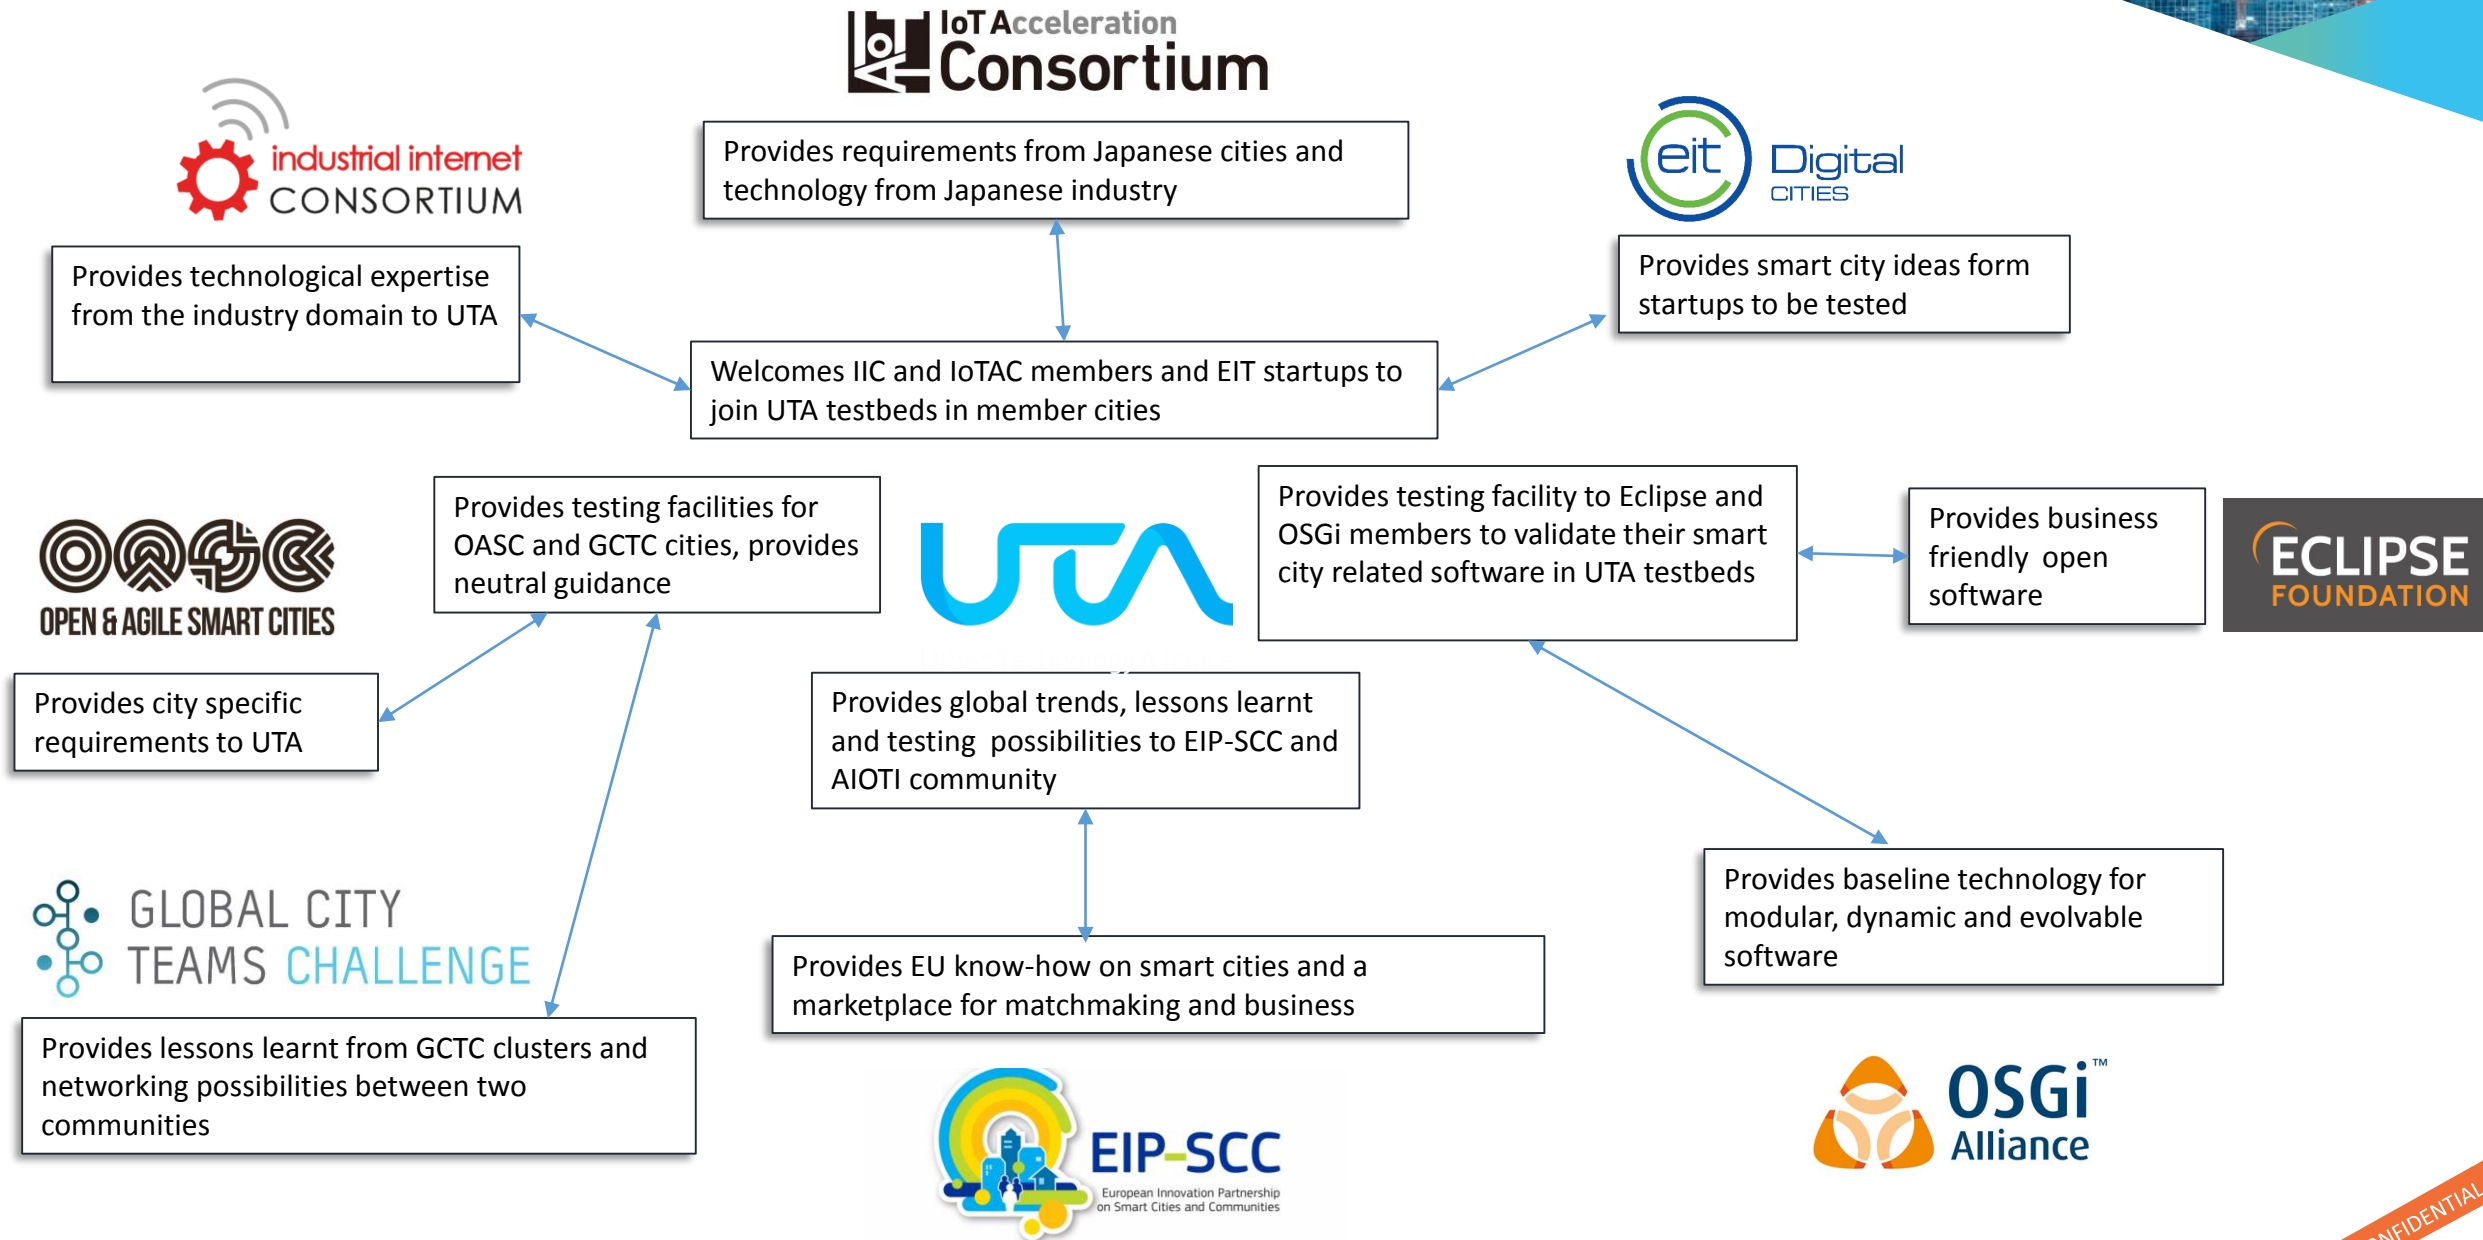 IoT Acceleration
Consortium
industrial internet
CONSORTIUM
Provides requirements from Japanese cities and
technology from Japanese industry
eit Digital
CITIES
Provides technological expertise
from the industry domain to UTA
Provides smart city ideas form
startups to be tested
Welcomes IIC and IoTAC members and EIT startups to
join UTA testbeds in member cities
OPEN & AGILE SMART CITIES
Provides testing facilities for
OASC and GCTC cities, provides
neutral guidance
UTA
Provides testing facility to Eclipse and
OSGi members to validate their smart
city related software in UTA testbeds
Provides business
friendly  open
software
ECLIPSE
FOUNDATION
Provides city specific
requirements to UTA
Provides global trends, lessons learnt
and testing  possibilities to EIP-SCC and
AIOTI community
GLOBAL CITY
TEAMS CHALLENGE
Provides baseline technology for
modular, dynamic and evolvable
software
Provides EU know-how on smart cities and a
marketplace for matchmaking and business
Provides lessons learnt from GCTC clusters and
networking possibilities between two
communities
EIP-SCC
European Innovation Partnership
on Smart Cities and Communities
OSGi™
Alliance
NFIDENTIAL